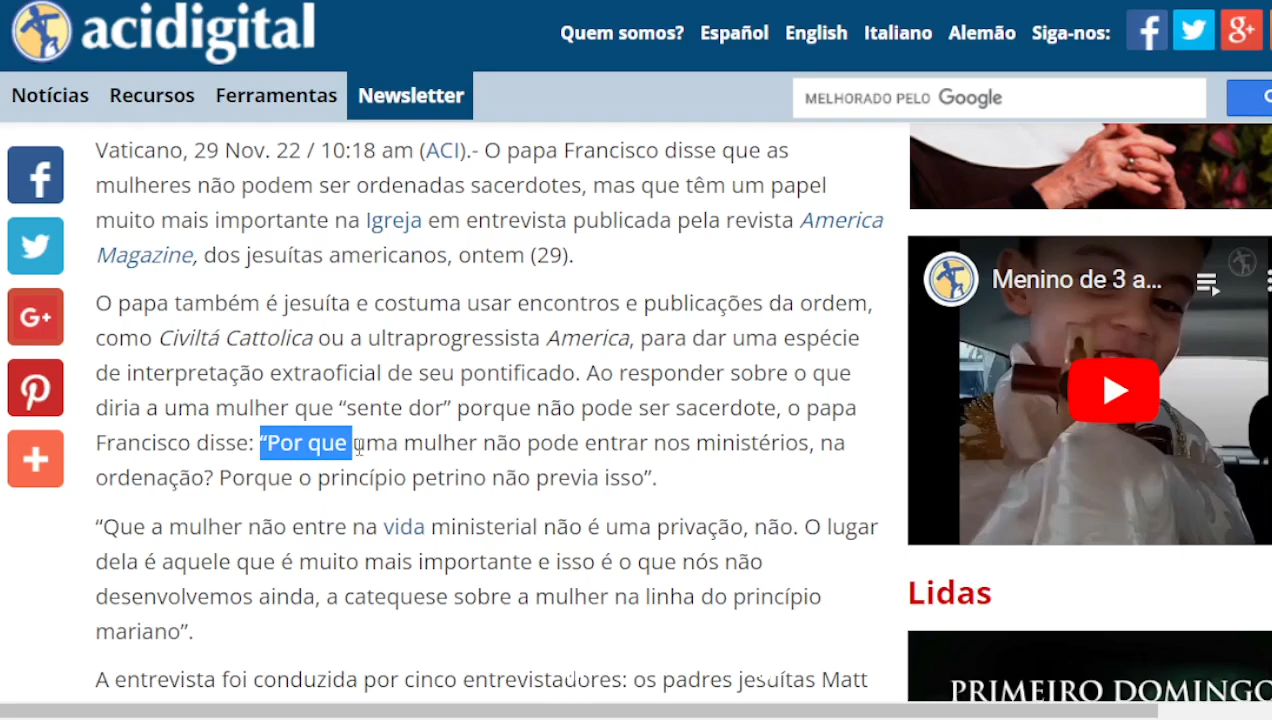 acidigital
Quem somos? Español English Italiano Alemão Siga-nos:
Notícias Recursos Ferramentas Newsletter
MELHORADO PELO Google
Vaticano, 29 Nov. 22 / 10:18 am (ACI).- O papa Francisco disse que as
mulheres não podem ser ordenadas sacerdotes, mas que têm um papel
muito mais importante na Igreja em entrevista publicada pela revista America
Magazine, dos jesuítas americanos, ontem (29).
O papa também é jesuíta e costuma usar encontros e publicações da ordem,
como Civiltá Cattolica ou a ultraprogressista America, para dar uma espécie
de interpretação extraoficial de seu pontificado. Ao responder sobre o que
diria a uma mulher que “sente dor” porque não pode ser sacerdote, o papa
Francisco disse: “Por que uma mulher não pode entrar nos ministérios, na
ordenação? Porque o princípio petrino não previa isso”.
“Que a mulher não entre na vida ministerial não é uma privação, não. O lugar
dela é aquele que é muito mais importante e isso é o que nós não
desenvolvemos ainda, a catequese sobre a mulher na linha do princípio
mariano”.
A entrevista foi conduzida por cinco entrevistadores: os padres jesuítas Matt
Menino de 3 a...
Lidas
PRIMEIRO DOMINGO